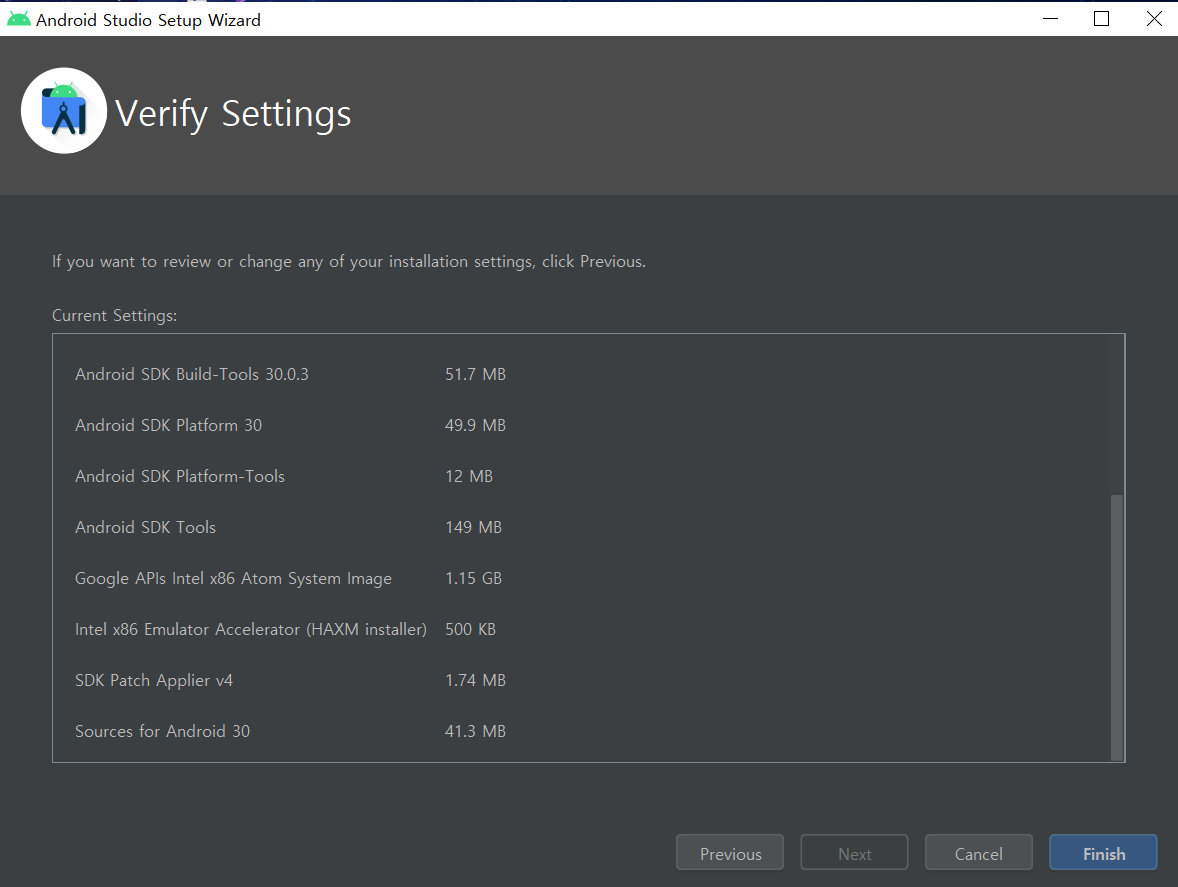 Android Studio Setup Wizard
Verify Settings
If you want to review or change any of your installation settings, click Previous.
Current Settings:
Android SDK Build-Tools 30.0.3 51.7 MB
Android SDK Platform 30 49.9 MB
Android SDK Platform-Tools 12 MB
Android SDK Tools 149 MB
Google APIs Intel x86 Atom System Image 1.15 GB
Intel x86 Emulator Accelerator (HAXM installer) 500 KB
SDK Patch Applier v4 1.74 MB
Sources for Android 30 41.3 MB
Previous Next Cancel Finish